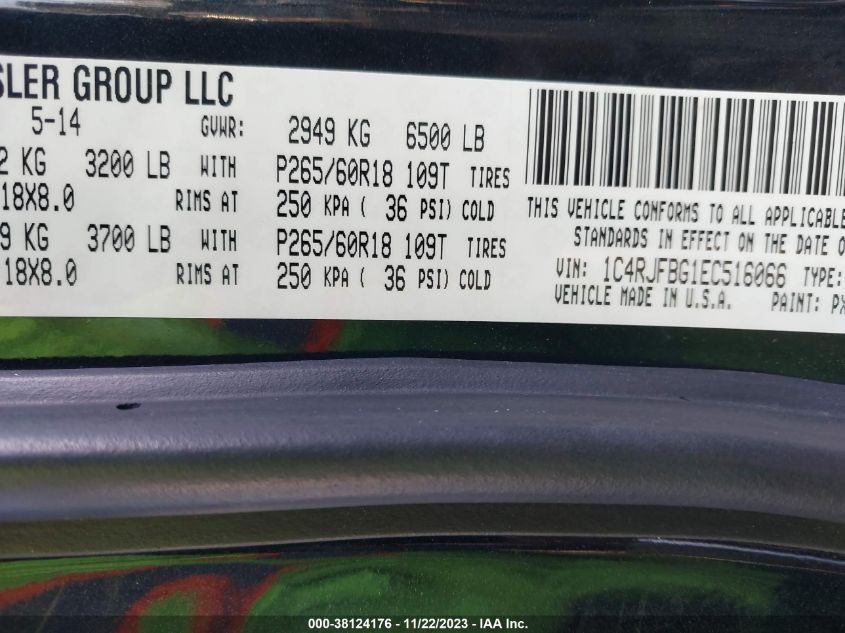 SLER GROUP LLC
5-14 GVWR: 2949 KG 6500 LB
2 KG 3200 LB WITH P265/60R18 109T TIRES
18X8.0 RIMS AT 250 KPA ( 36 PSI) COLD
9 KG 3700 LB WITH P265/60R18 109T TIRES
18X8.0 RIMS AT 250 KPA ( 36 PSI) COLD
THIS VEHICLE CONFORMS TO ALL APPLICABLE
STANDARDS IN EFFECT ON THE DATE O
VIN: 1C4RJFBG1EC516066 TYPE:
VEHICLE MADE IN U.S.A. PAINT: PX
000-38124176 - 11/22/2023 - IAA Inc.